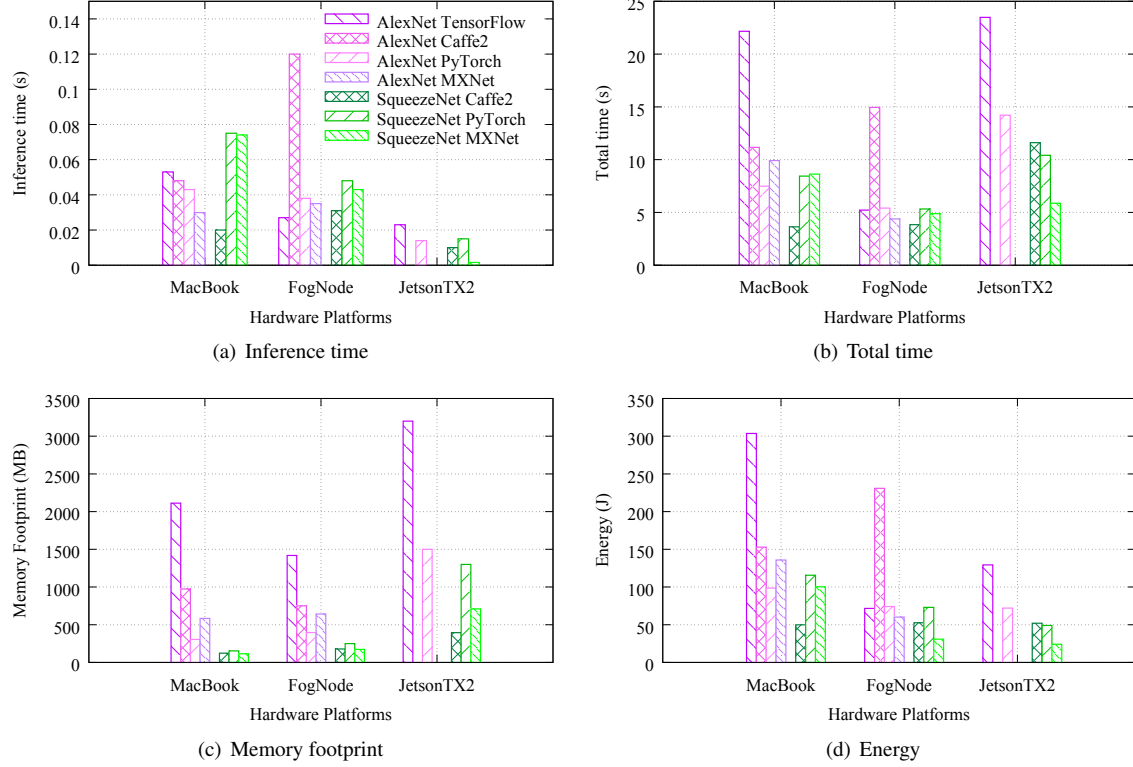 0.14
0.12
0.1
0.08
0.06
0.04
0.02
0
Inference time (s)
AlexNet TensorFlow
AlexNet Caffe2
AlexNet PyTorch
AlexNet MXNet
SqueezeNet Caffe2
SqueezeNet PyTorch
SqueezeNet MXNet
MacBook FogNode JetsonTX2
Hardware Platforms
(a) Inference time
25
20
15
10
5
0
Total time (s)
MacBook FogNode JetsonTX2
Hardware Platforms
(b) Total time
3500
3000
2500
2000
1500
1000
500
0
Memory Footprint (MB)
MacBook FogNode JetsonTX2
Hardware Platforms
(c) Memory footprint
350
300
250
200
150
100
50
0
Energy (J)
MacBook FogNode JetsonTX2
Hardware Platforms
(d) Energy